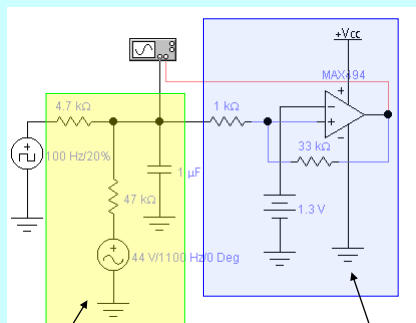 +Vcc
MAX494
4.7 kΩ
1 kΩ
100 Hz/20%
33 kΩ
1 µF
47 kΩ
1.3 V
44 V/1100 Hz/0 Deg